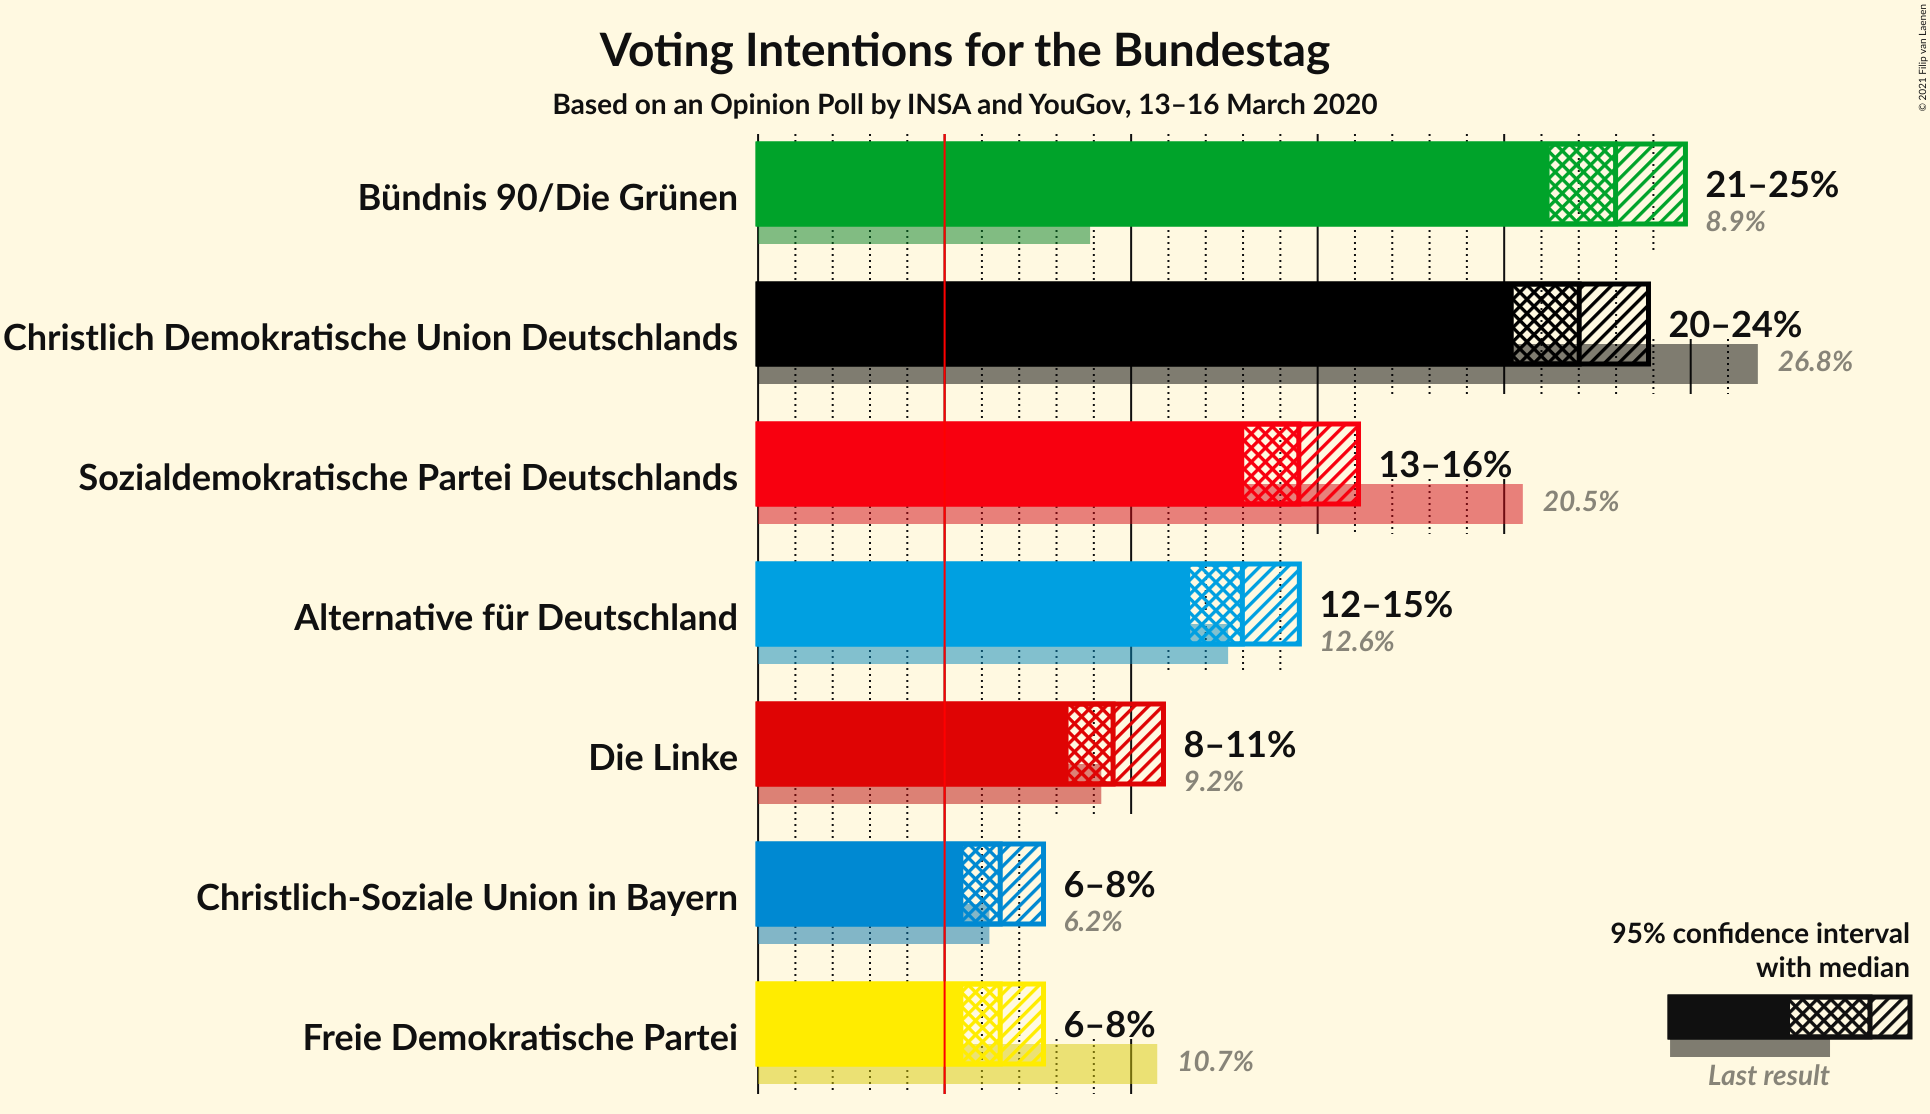 Voting Intentions for the Bundestag
Based on an Opinion Poll by INSA and YouGov, 13–16 March 2020
© 2021 Filip van Laenen
Bündnis 90/Die Grünen
21–25%
8.9%
Christlich Demokratische Union Deutschlands
20–24%
26.8%
Sozialdemokratische Partei Deutschlands
13–16%
20.5%
Alternative für Deutschland
12–15%
12.6%
Die Linke
8–11%
9.2%
Christlich-Soziale Union in Bayern
6–8%
6.2%
Freie Demokratische Partei
6–8%
10.7%
95% confidence interval
with median
Last result